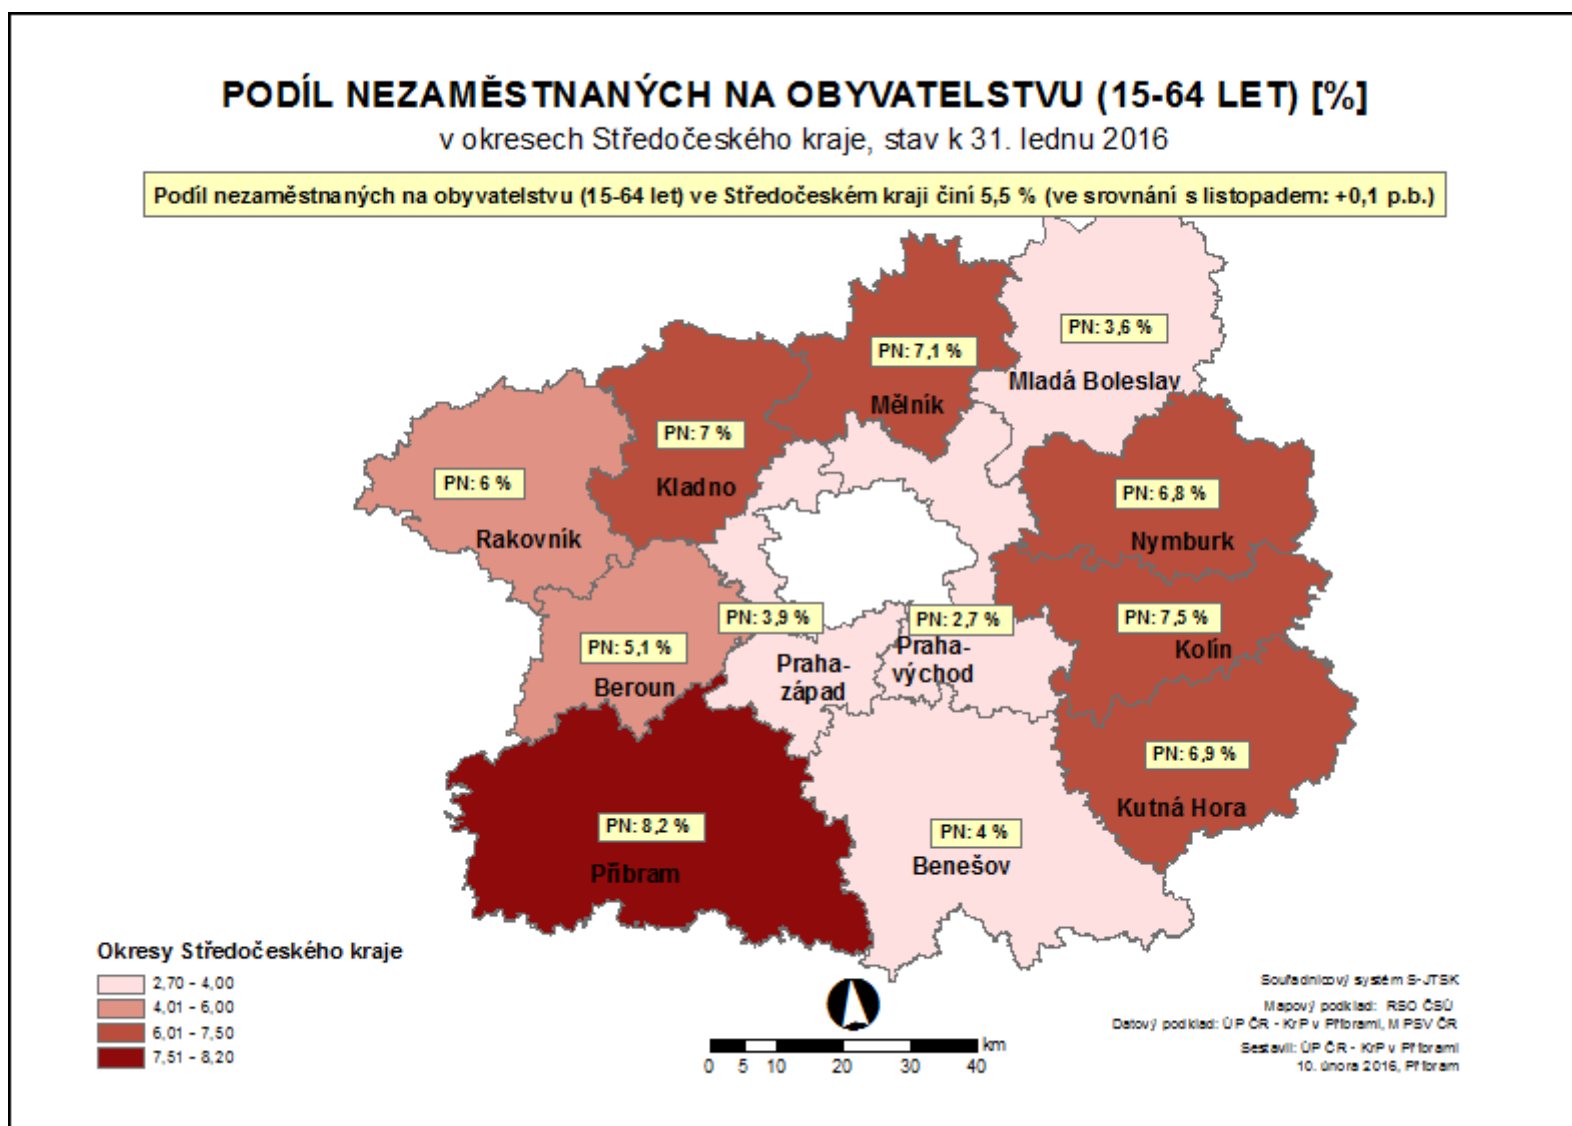 PODÍL NEZAMĚSTNANÝCH NA OBYVATELSTVU (15-64 LET) [%]
v okresech Středočeského kraje, stav k 31. lednu 2016
Podíl nezaměstnaných na obyvatelstvu (15-64 let) ve Středočeském kraji činí 5,5 % (ve srovnání s listopadem: +0,1 p.b.)
PN: 3,6 %
Mladá Boleslav
PN: 7,1 %
Mělník
PN: 7 %
Kladno
PN: 6 %
Rakovník
PN: 6,8 %
Nymburk
PN: 3,9 %
Praha-
západ
PN: 2,7 %
Praha-
východ
PN: 7,5 %
Kolín
PN: 5,1 %
Beroun
PN: 6,9 %
Kutná Hora
PN: 8,2 %
Příbram
PN: 4 %
Benešov
Okresy Středočeského kraje
2,70 - 4,00
4,01 - 6,00
6,01 - 7,50
7,51 - 8,20
km
0 5 10 20 30 40
Souřadnicový systém S-JTSK
Mapový podklad: RSO ČSÚ
Datový podklad: ÚP ČR - KrP v Příbrami, MPSV ČR
Sestavil: ÚP ČR - KrP v Příbrami
10. února 2016, Příbram